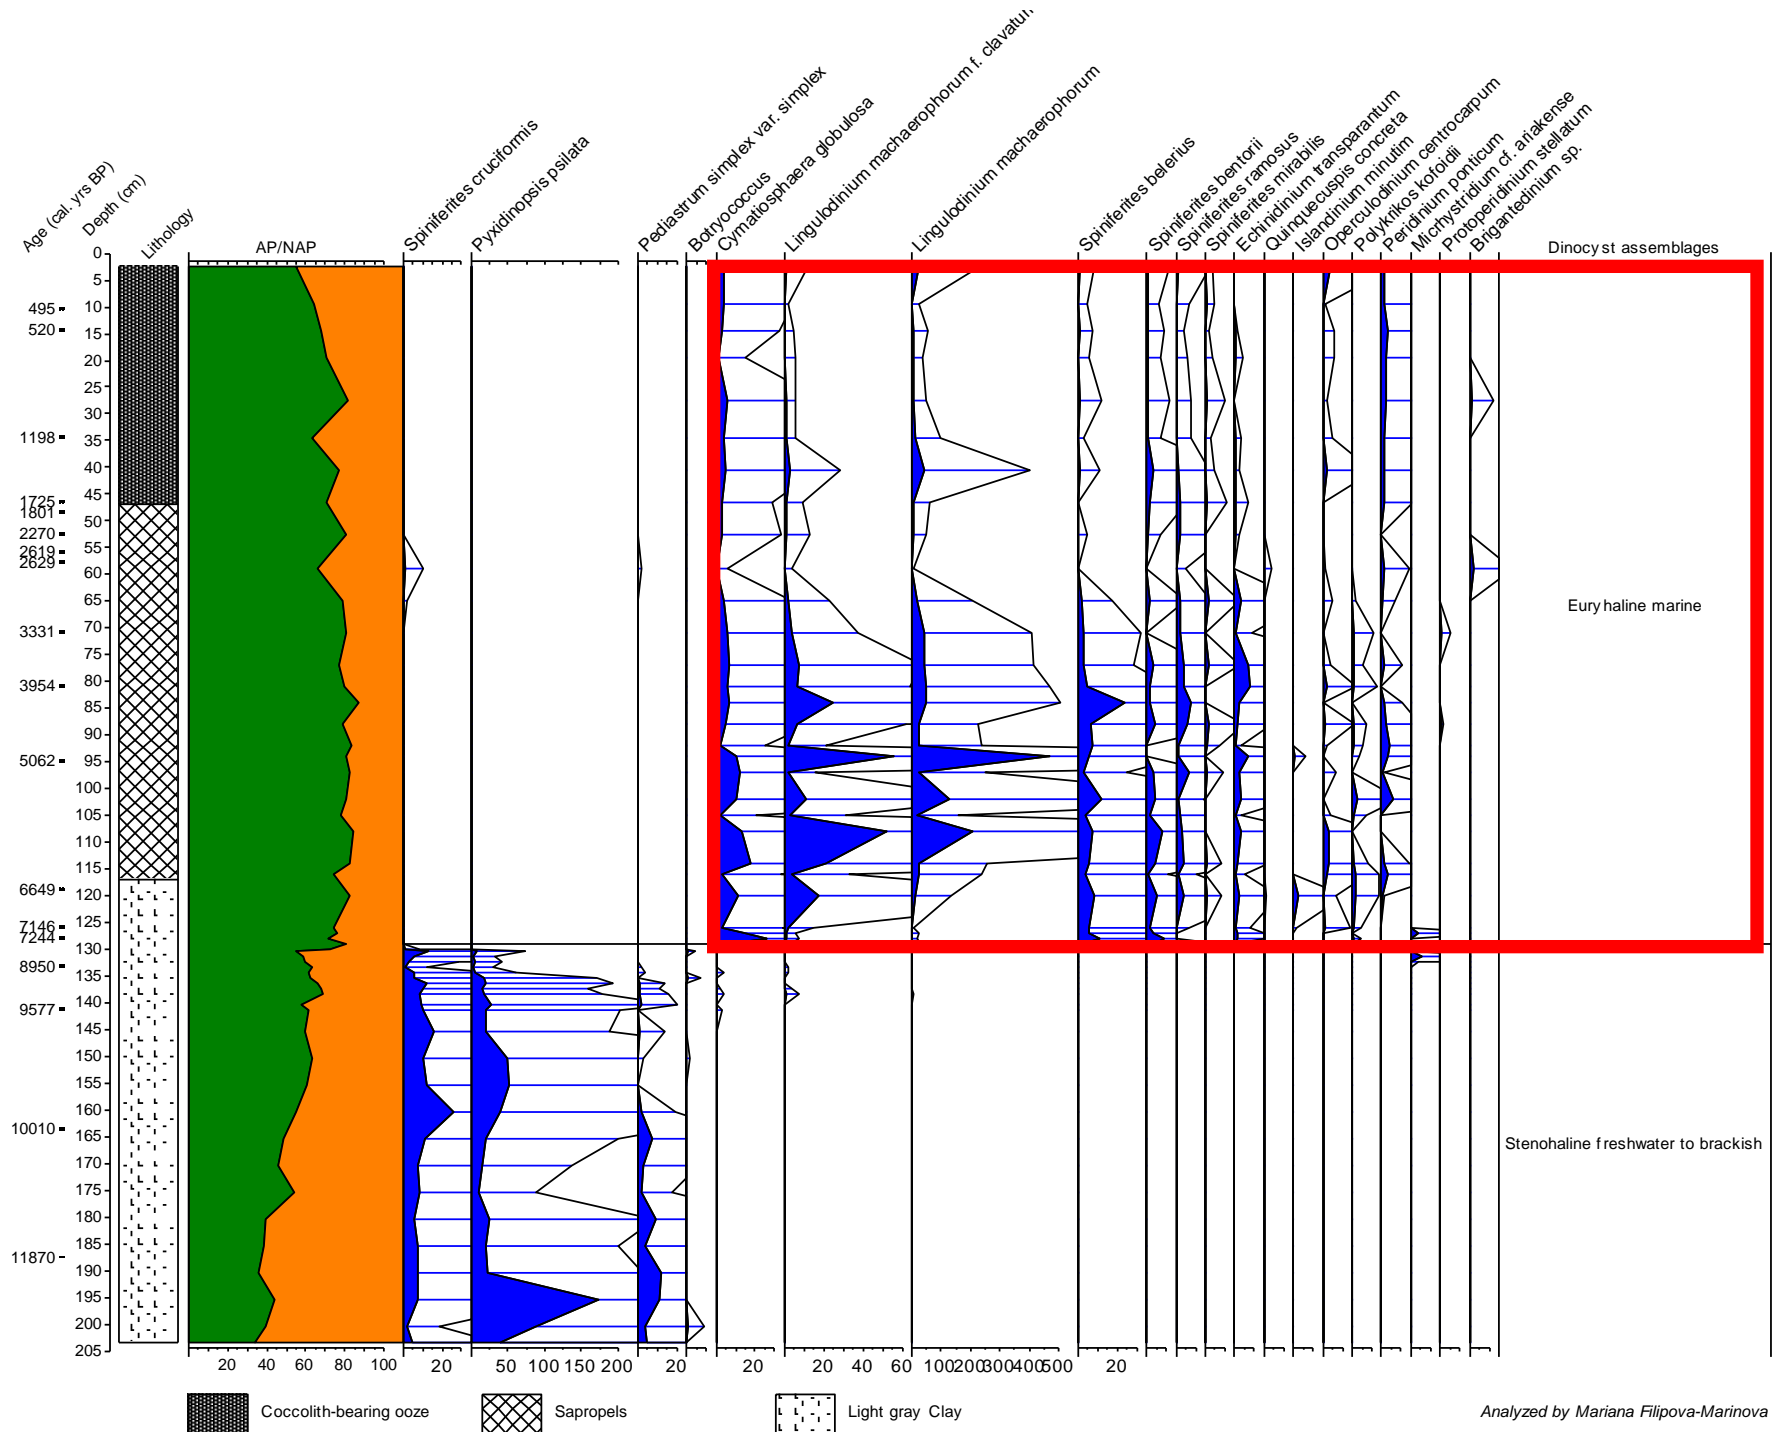 Age (cal. yrs BP)
Depth (cm)
Lithology
AP/NAP
Spiniferites cruciformis
Pyxidinopsis psilata
Pediastrum simplex var. simplex
Botryococcus
Cymatiosphaera globulosa
Lingulodinium machaerophorum f. clavatum
Lingulodinium machaerophorum
Spiniferites belerius
Spiniferites bentorii
Spiniferites ramosus
Spiniferites mirabilis
Echinidinium transparantum
Quinquecuspis concreta
Islandinium minutim
Operculodinium centrocarpum
Polykrikos kofoidii
Peridinium ponticum
Michystridium cf. ariakense
Protoperidinium stellatum
Brigantedinium sp.
Dinocyst assemblages
0
5
495 10
520 15
20
25
30
1198 35
40
1725 45
1801 50
2270
2619 55
2629 60
65
3331 70
75
3954 80
85
90
5062 95
100
105
110
115
6649 120
7146 125
7244 130
8950 135
9577 140
145
150
155
160
10010 165
170
175
180
11870 185
190
195
200
205
Euryhaline marine
Stenohaline freshwater to brackish
20 40 60 80 100 20 50 100 150 200 20 20 20 40 60 100 200 300 400 500 20
Coccolith-bearing ooze
Sapropels
Light gray Clay
Analyzed by Mariana Filipova-Marinova